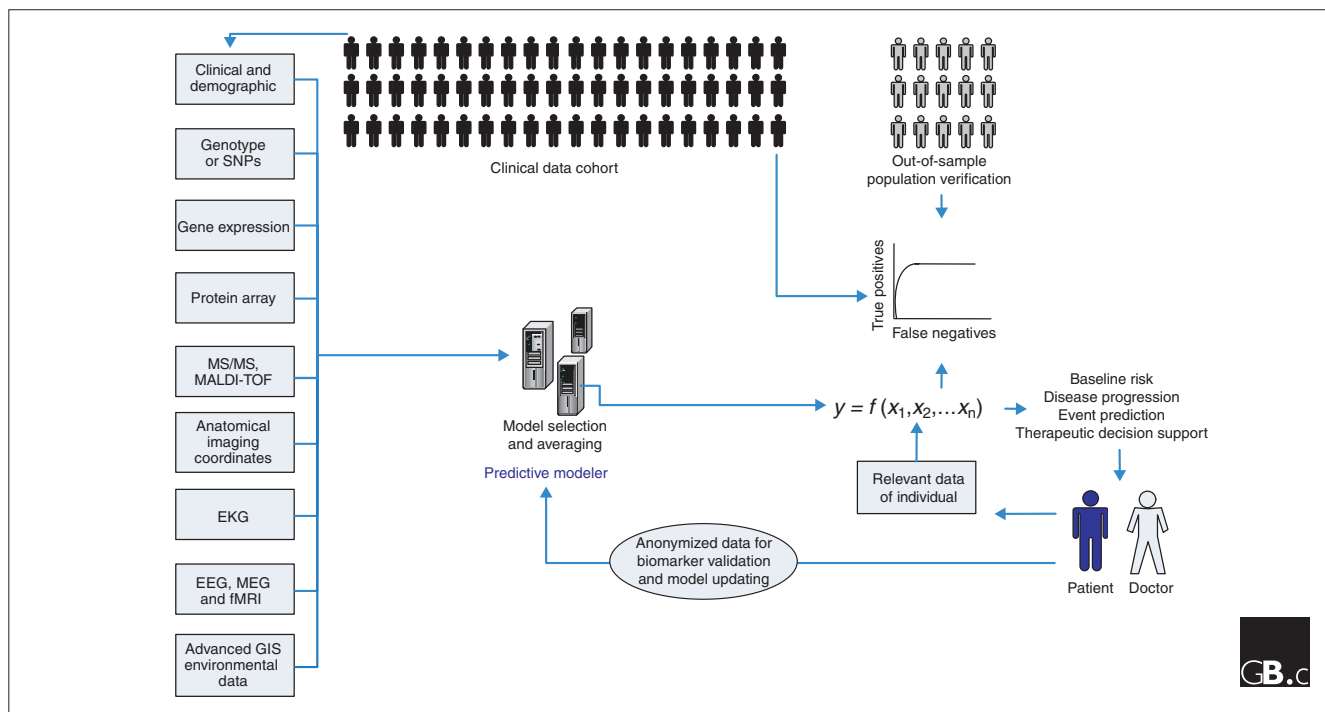 Clinical and
demographic
Genotype
or SNPs
Gene expression
Protein array
MS/MS,
MALDI-TOF
Anatomical
imaging
coordinates
EKG
EEG, MEG
and fMRI
Advanced GIS
environmental
data
Clinical data cohort
Out-of-sample
population verification
True positives
False negatives
Model selection
and averaging
Predictive modeler
y = f (x₁,x₂,...xₙ)
Baseline risk
Disease progression
Event prediction
Therapeutic decision support
Relevant data
of individual
Anonymized data for
biomarker validation
and model updating
Patient
Doctor
GB.c